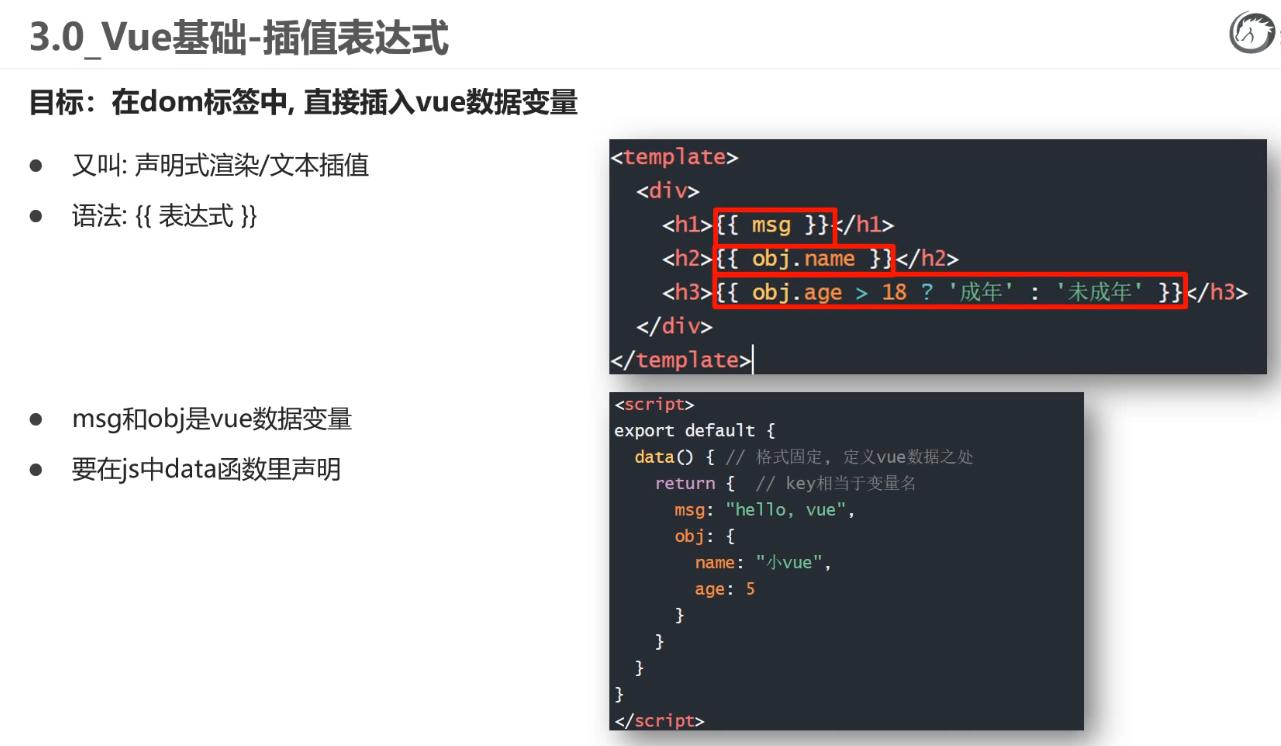 3.0_Vue基础-插值表达式
目标：在dom标签中, 直接插入vue数据变量
● 又叫: 声明式渲染/文本插值
● 语法: {{ 表达式 }}
<template>
  <div>
    <h1>{{ msg }}</h1>
    <h2>{{ obj.name }}</h2>
    <h3>{{ obj.age > 18 ? '成年' : '未成年' }}</h3>
  </div>
</template>
● msg和obj是vue数据变量
● 要在js中data函数里声明
<script>
export default {
  data() { // 格式固定, 定义vue数据之处
    return {  // key相当于变量名
      msg: "hello, vue",
      obj: {
        name: "小vue",
        age: 5
      }
    }
  }
}
</script>